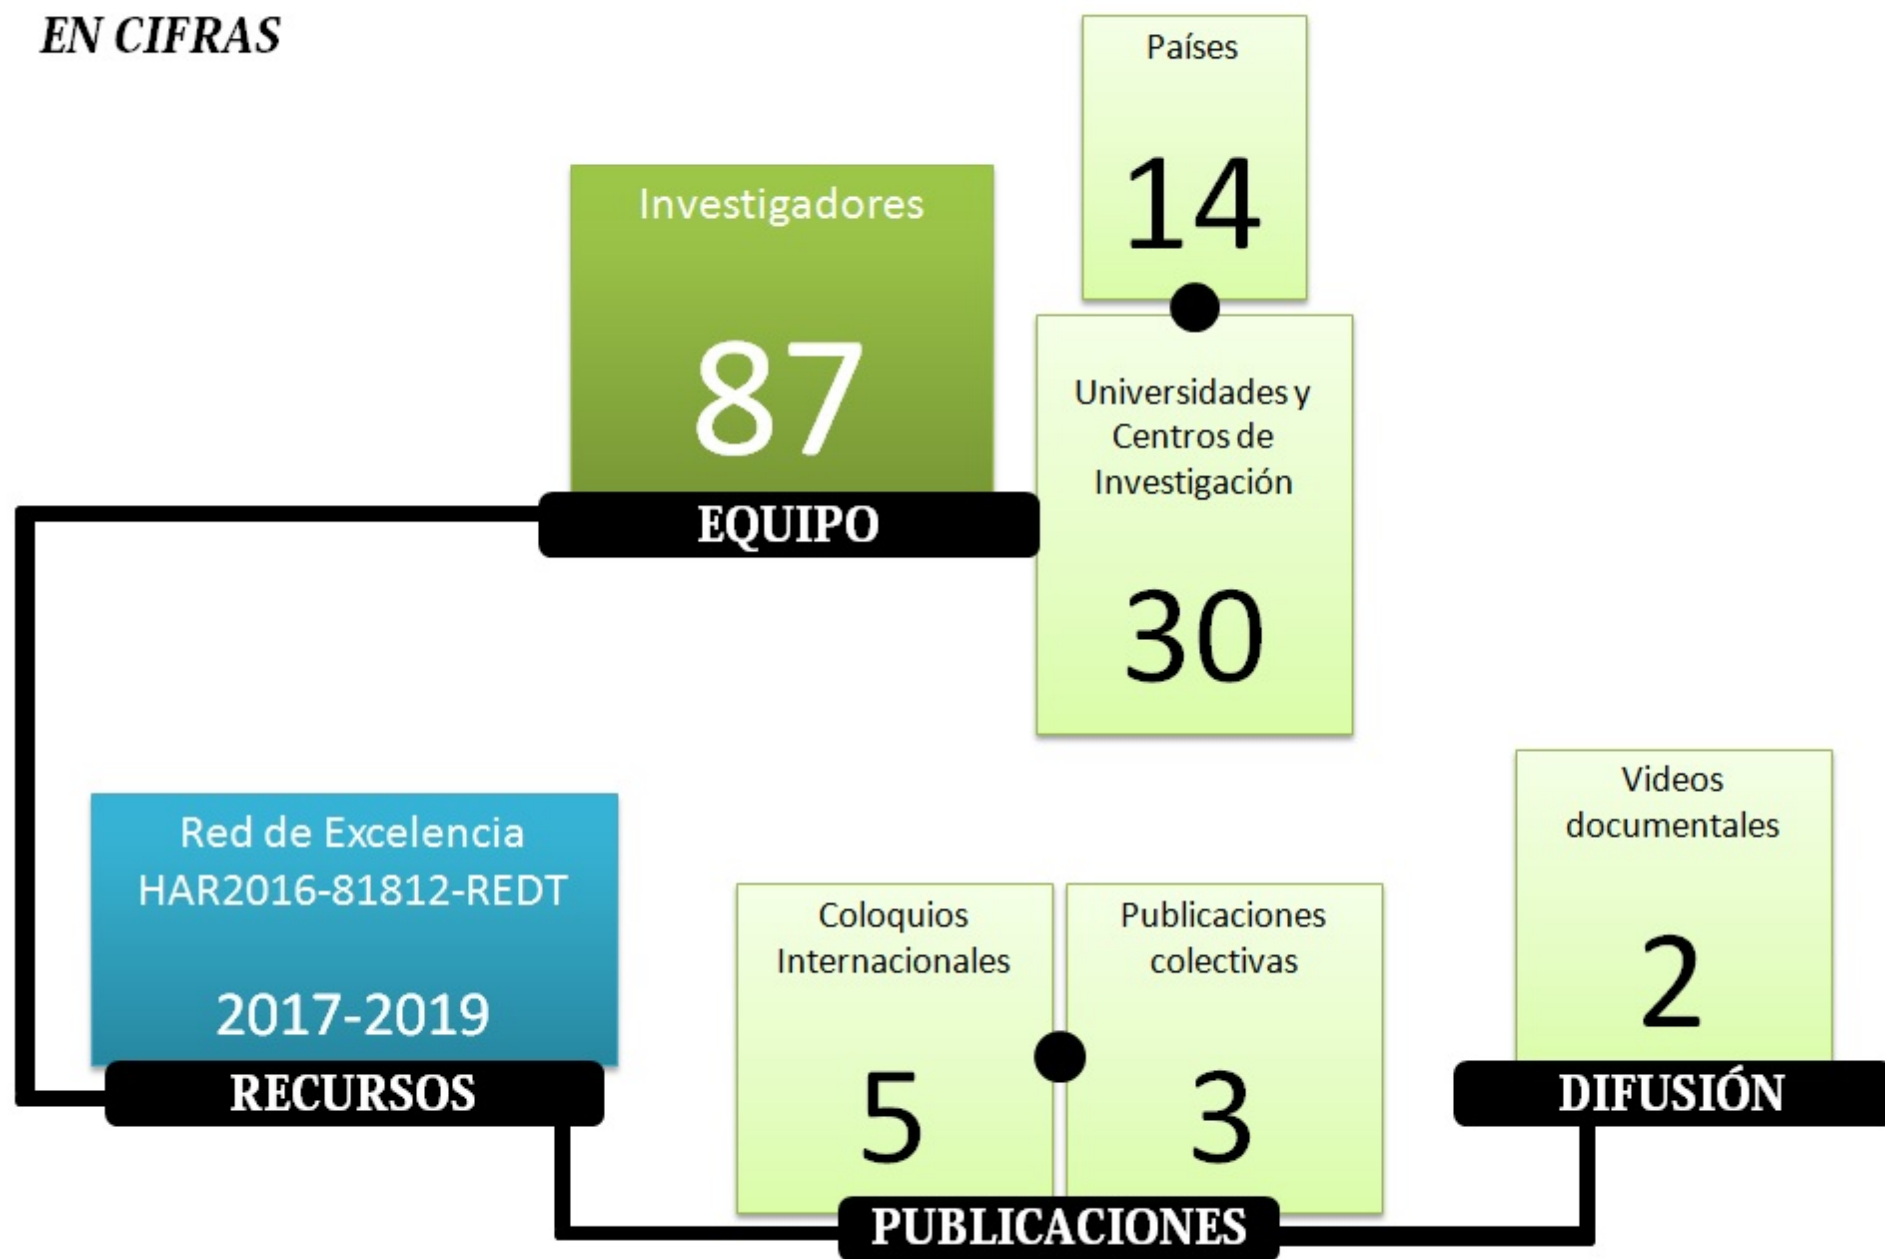 EN CIFRAS
Países
14
Investigadores
87
EQUIPO
Universidades y
Centros de
Investigación
30
Red de Excelencia
HAR2016-81812-REDT
2017-2019
RECURSOS
Coloquios
Internacionales
5
Publicaciones
colectivas
3
PUBLICACIONES
Videos
documentales
2
DIFUSIÓN